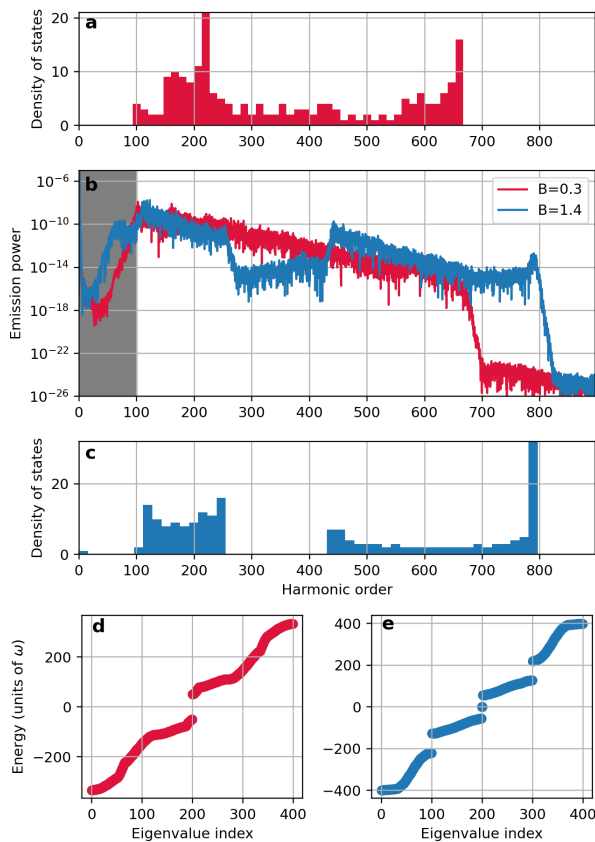 Density of states
20
10
0
a
0 100 200 300 400 500 600 700 800
Emission power
10⁻⁶
10⁻¹⁰
10⁻¹⁴
10⁻¹⁸
10⁻²²
10⁻²⁶
b
B=0.3
B=1.4
0 100 200 300 400 500 600 700 800
Density of states
20
0
c
0 100 200 300 400 500 600 700 800
Harmonic order
Energy (units of ω)
200
0
−200
d
0 100 200 300 400
Eigenvalue index
400
200
0
−200
−400
e
0 100 200 300 400
Eigenvalue index